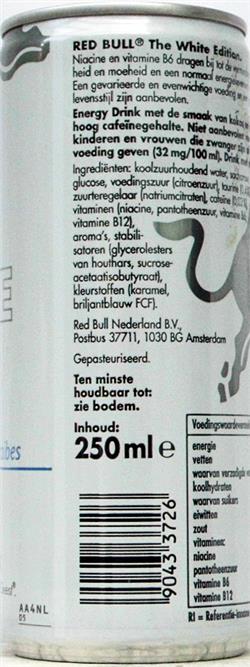 RED BULL® The White Edition.
Niacine en vitamine B6 dragen bij tot de
heid en moeheid en een normaal
Een gevarieerde en evenwichtige voeding
levensstijl zijn aanbevolen.
Energy Drink met de smaak van
hoog cafeïnegehalte. Niet aanbevolen
kinderen en vrouwen die zwanger zijn
voeding geven (32 mg/100 ml).
Ingrediënten: koolzuurhoudend water,
glucose, voedingszuur (citroenzuur), taurine
zuurteregelaar (natriumcitraten), cafeïne
vitaminen (niacine, pantotheenzuur,
vitamine B12),
aroma's, stabili-
satoren (glycerolesters
van houthars, sucrose-
acetaatisobutyraat),
kleurstoffen (karamel,
briljantblauw FCF).
Red Bull Nederland B.V.,
Postbus 37711, 1030 BG Amsterdam
Gepasteuriseerd.
Ten minste
houdbaar tot:
zie bodem.
Inhoud:
250 ml e
9043 3726
energie
vetten
waarvan
koolhydraten
waarvan suikers
eiwitten
zout
vitaminen:
niacine
pantotheenzuur
vitamine B6
vitamine B12
RI = Referentie-
AA4NL
D5